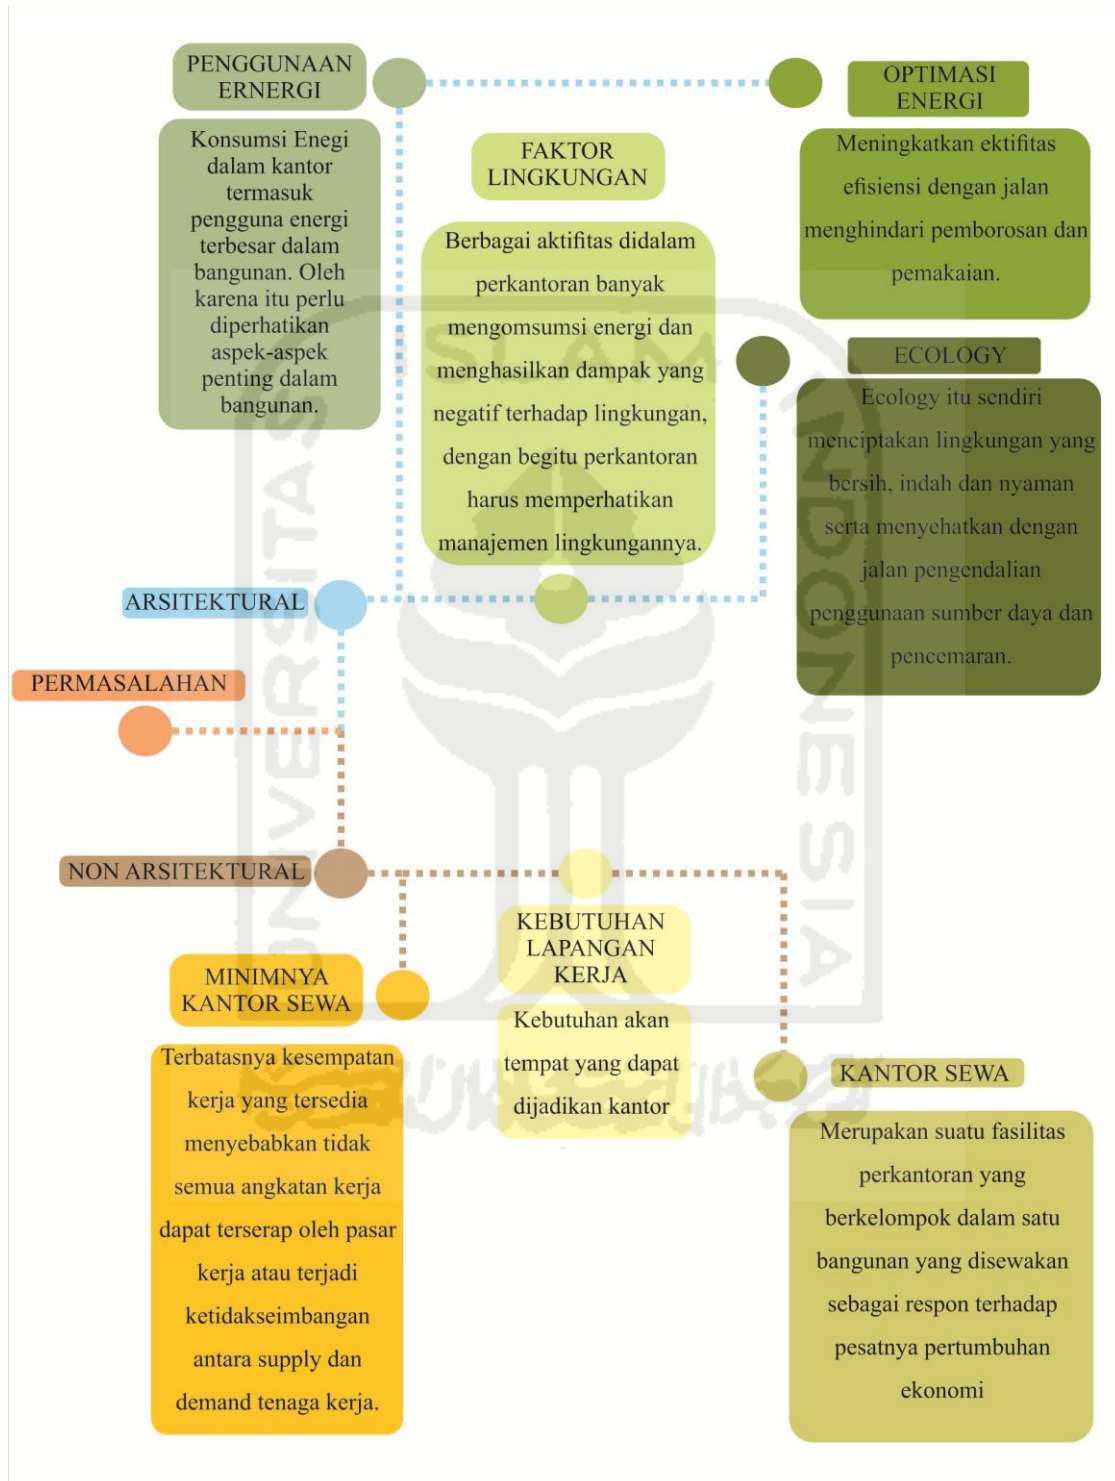 PENGGUNAAN
ERNERGI
Konsumsi Enegi
dalam kantor
termasuk
pengguna energi
terbesar dalam
bangunan. Oleh
karena itu perlu
diperhatikan
aspek-aspek
penting dalam
bangunan.
FAKTOR
LINGKUNGAN
Berbagai aktifitas didalam
perkantoran banyak
mengomsumsi energi dan
menghasilkan dampak yang
negatif terhadap lingkungan,
dengan begitu perkantoran
harus memperhatikan
manajemen lingkungannya.
OPTIMASI
ENERGI
Meningkatkan ektifitas
efisiensi dengan jalan
menghindari pemborosan dan
pemakaian.
ECOLOGY
Ecology itu sendiri
menciptakan lingkungan yang
bersih, indah dan nyaman
serta menyehatkan dengan
jalan pengendalian
penggunaan sumber daya dan
pencemaran.
ARSITEKTURAL
PERMASALAHAN
NON ARSITEKTURAL
MINIMNYA
KANTOR SEWA
Terbatasnya kesempatan
kerja yang tersedia
menyebabkan tidak
semua angkatan kerja
dapat terserap oleh pasar
kerja atau terjadi
ketidakseimbangan
antara supply dan
demand tenaga kerja.
KEBUTUHAN
LAPANGAN
KERJA
Kebutuhan akan
tempat yang dapat
dijadikan kantor
KANTOR SEWA
Merupakan suatu fasilitas
perkantoran yang
berkelompok dalam satu
bangunan yang disewakan
sebagai respon terhadap
pesatnya pertumbuhan
ekonomi
UNIVERSITAS
ISLAM
INDONESIA